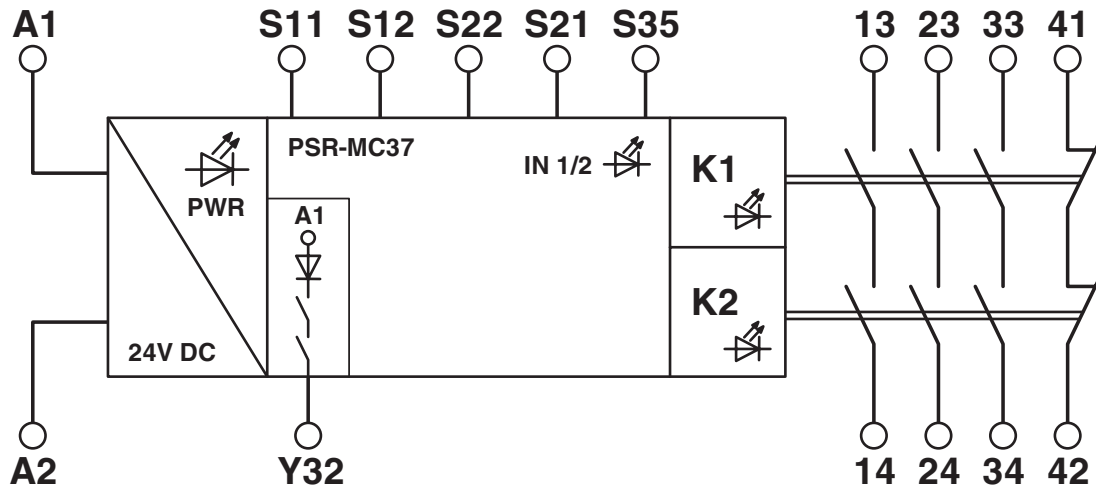 A1 S11 S12 S22 S21 S35 13 23 33 41
PSR-MC37
IN 1/2
K1
PWR
A1
K2
24V DC
A2 Y32 14 24 34 42